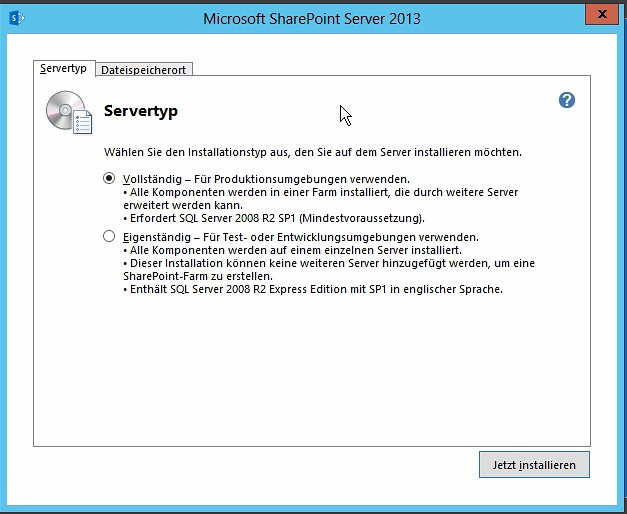 Microsoft SharePoint Server 2013
Servertyp
Dateispeicherort
Servertyp
Wählen Sie den Installationstyp aus, den Sie auf dem Server installieren möchten.
Vollständig – Für Produktionsumgebungen verwenden.
• Alle Komponenten werden in einer Farm installiert, die durch weitere Server
erweitert werden kann.
• Erfordert SQL Server 2008 R2 SP1 (Mindestvoraussetzung).
Eigenständig – Für Test- oder Entwicklungsumgebungen verwenden.
• Alle Komponenten werden auf einem einzelnen Server installiert.
• Dieser Installation können keine weiteren Server hinzugefügt werden, um eine
SharePoint-Farm zu erstellen.
• Enthält SQL Server 2008 R2 Express Edition mit SP1 in englischer Sprache.
Jetzt installieren